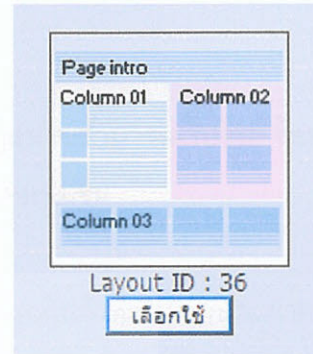 Page intro
Column 01 Column 02
Column 03
Layout ID : 36
เลือกใช้